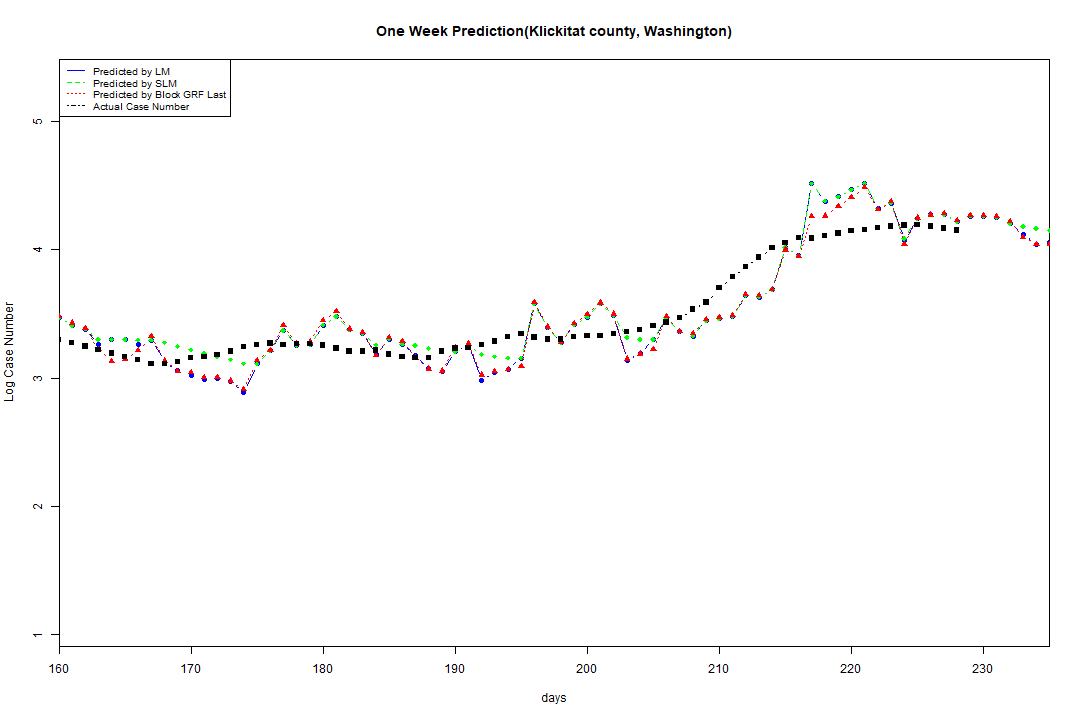 One Week Prediction(Klickitat county, Washington)
Predicted by LM
Predicted by SLM
Predicted by Block GRF Last
Actual Case Number
5
4
3
2
1
Log Case Number
160 170 180 190 200 210 220 230
days